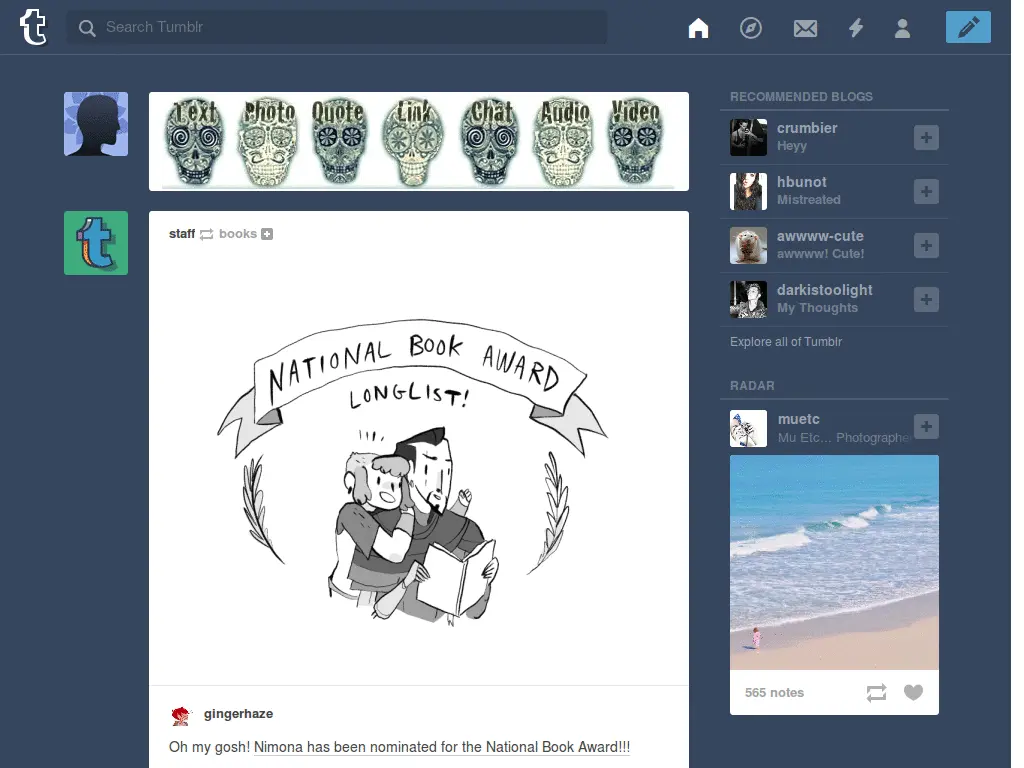 Search Tumblr
Text Photo Quote Link Chat Audio Video
staff books
NATIONAL BOOK AWARD
LONGLIST!
gingerhaze
Oh my gosh! Nimona has been nominated for the National Book Award!!!
RECOMMENDED BLOGS
crumbier
Heyy
hbunot
Mistreated
awwww-cute
awwww! Cute!
darkistoolight
My Thoughts
Explore all of Tumblr
RADAR
muetc
Mu Etc... Photographer
565 notes